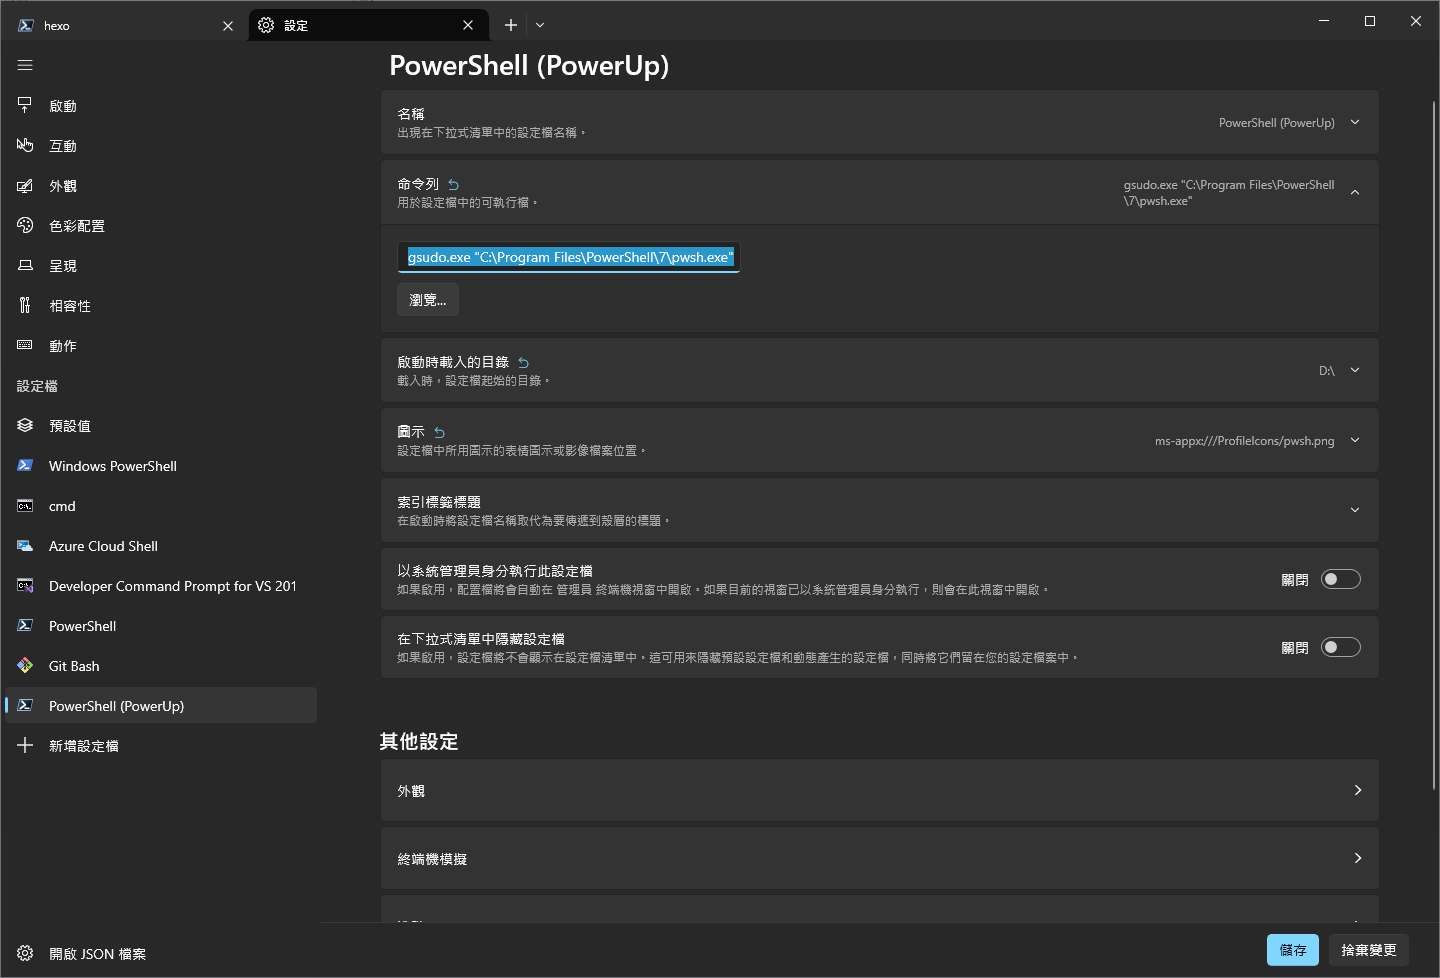 hexo
設定
PowerShell (PowerUp)
啟動
互動
外觀
色彩配置
呈現
相容性
動作
設定檔
預設值
Windows PowerShell
cmd
Azure Cloud Shell
Developer Command Prompt for VS 201
PowerShell
Git Bash
PowerShell (PowerUp)
新增設定檔
開啟 JSON 檔案
名稱
出現在下拉式清單中的設定檔名稱。
PowerShell (PowerUp)
命令列
用於設定檔中的可執行檔。
gsudo.exe "C:\Program Files\PowerShell
\7\pwsh.exe"
gsudo.exe "C:\Program Files\PowerShell\7\pwsh.exe"
瀏覽...
啟動時載入的目錄
載入時，設定檔起始的目錄。
D:\
圖示
設定檔中所用圖示的表情圖示或影像檔案位置。
ms-appx:///ProfileIcons/pwsh.png
索引標籤標題
在啟動時將設定檔名稱取代為要傳遞到殼層的標題。
以系統管理員身分執行此設定檔
如果啟用，配置檔將會自動在 管理員 終端機視窗中開啟。如果目前的視窗已以系統管理員身分執行，則會在此視窗中開啟。
關閉
在下拉式清單中隱藏設定檔
如果啟用，設定檔將不會顯示在設定檔清單中。這可用來隱藏預設設定檔和動態產生的設定檔，同時將它們留在您的設定檔案中。
關閉
其他設定
外觀
終端機模擬
儲存
捨棄變更